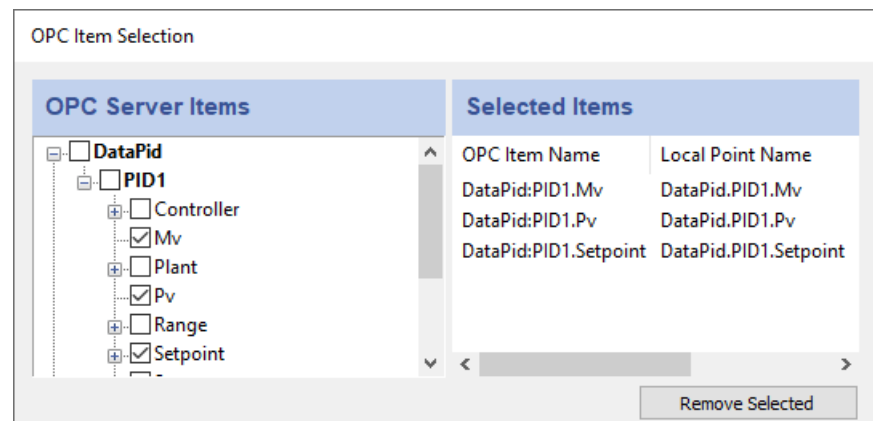 OPC Item Selection
OPC Server Items
DataPid
PID1
Controller
Mv
Plant
Pv
Range
Setpoint
Selected Items
OPC Item Name Local Point Name
DataPid:PID1.Mv DataPid.PID1.Mv
DataPid:PID1.Pv DataPid.PID1.Pv
DataPid:PID1.Setpoint DataPid.PID1.Setpoint
Remove Selected